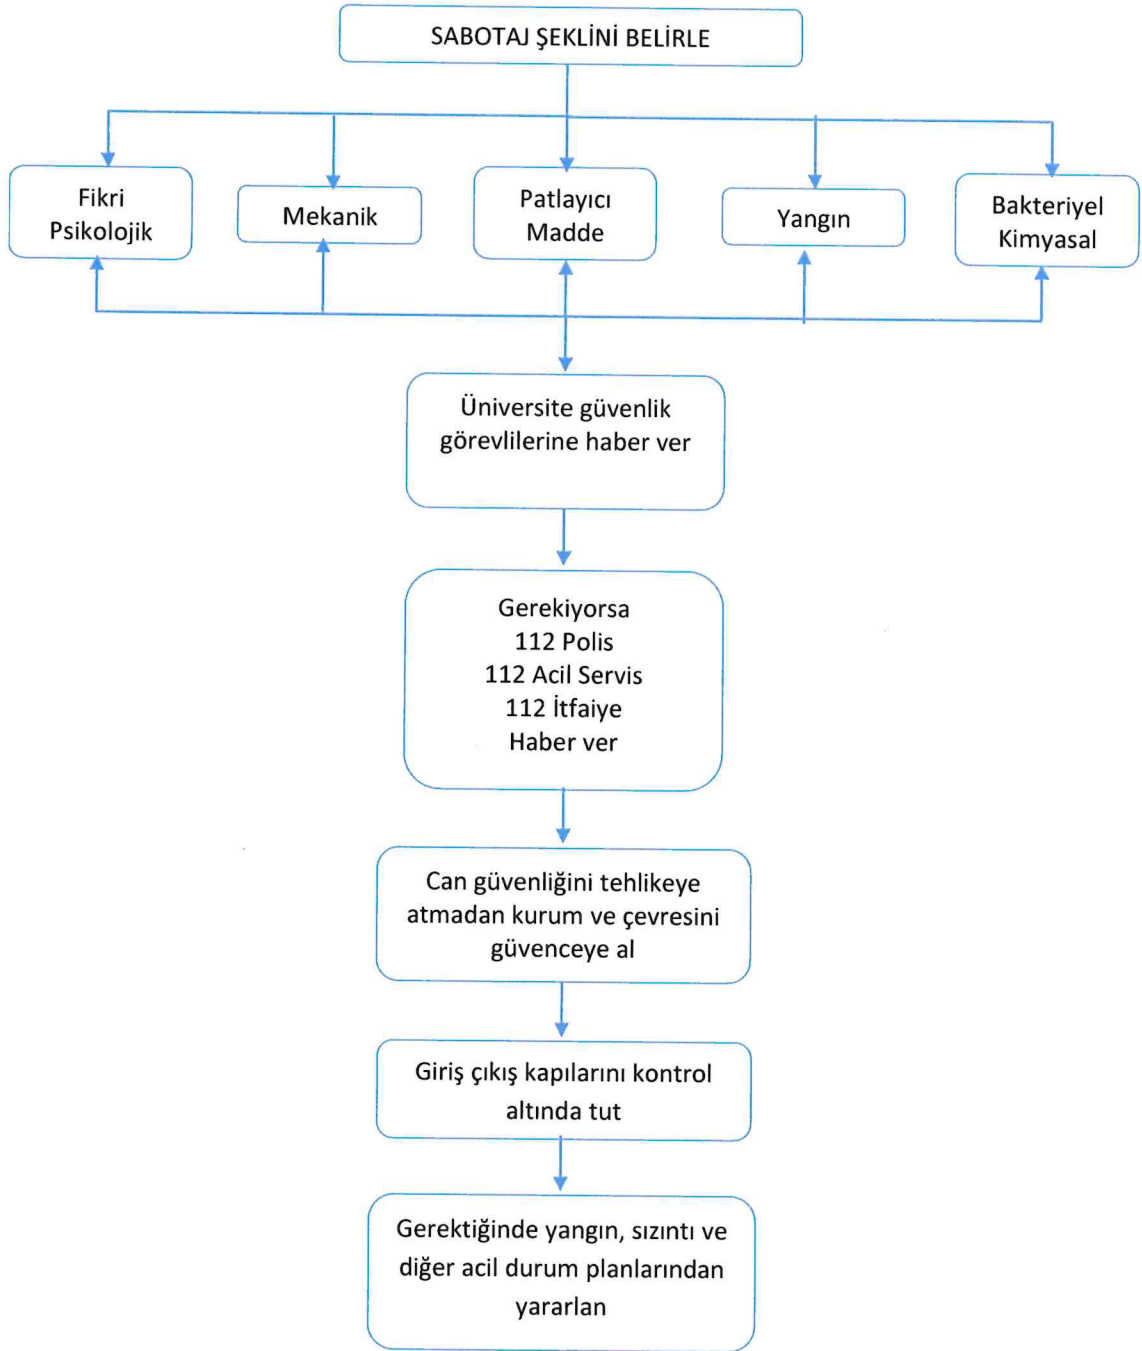 SABOTAJ ŞEKLİNİ BELİRLE
Fikri
Psikolojik
Mekanik
Patlayıcı
Madde
Yangın
Bakteriyel
Kimyasal
Üniversite güvenlik
görevlilerine haber ver
Gerekiyorsa
112 Polis
112 Acil Servis
112 İtfaiye
Haber ver
Can güvenliğini tehlikeye
atmadan kurum ve çevresini
güvenceye al
Giriş çıkış kapılarını kontrol
altında tut
Gerektiğinde yangın, sızıntı ve
diğer acil durum planlarından
yararlan